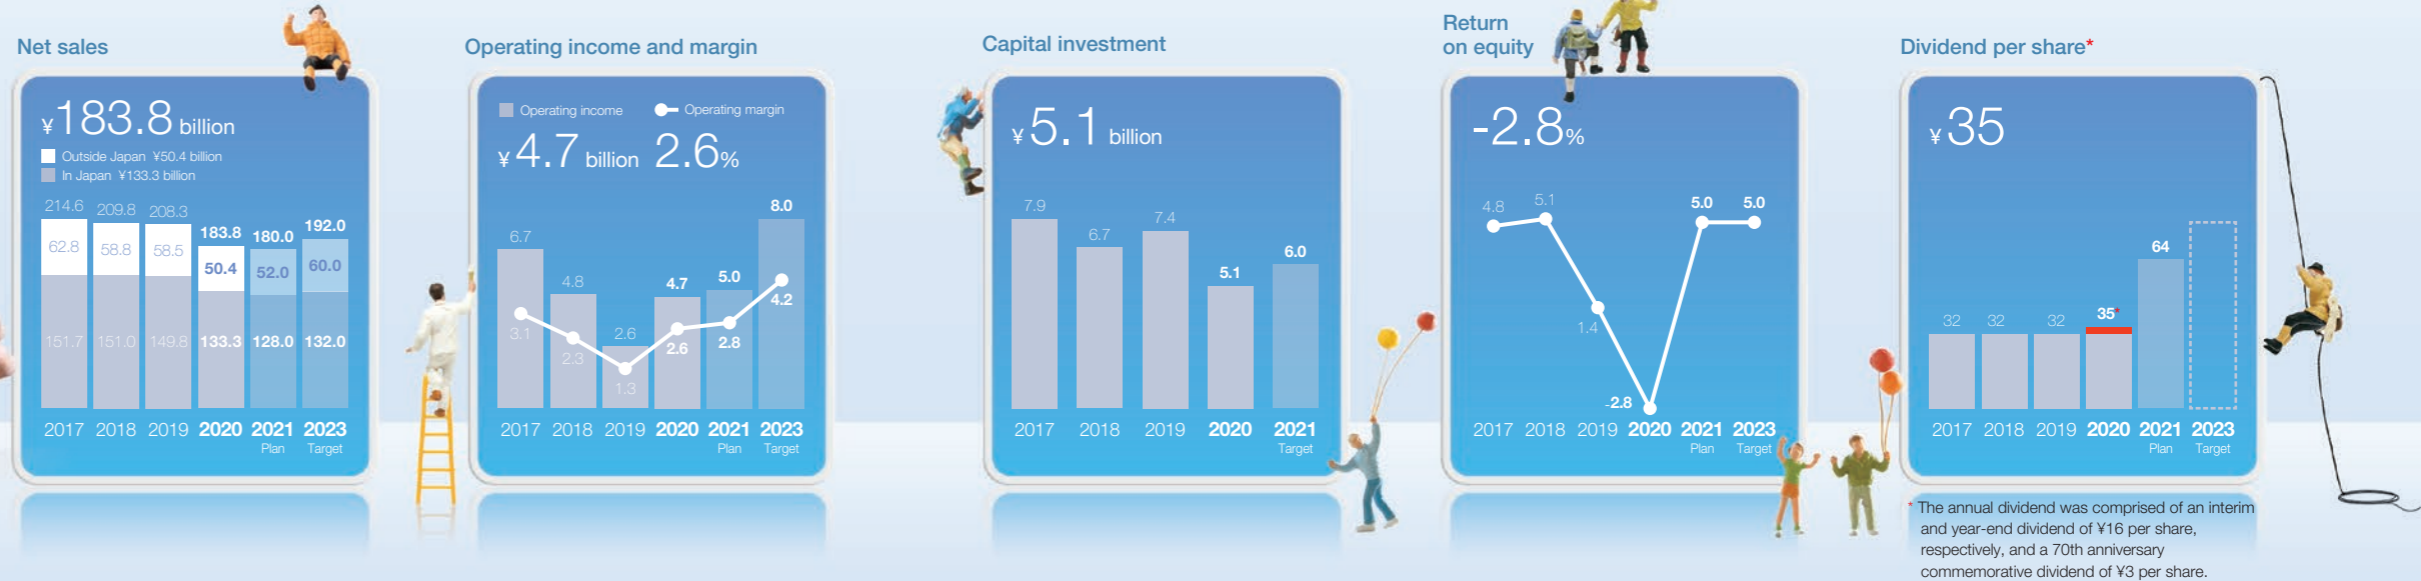 Net sales
¥183.8 billion
Outside Japan ¥50.4 billion
In Japan ¥133.3 billion
214.6 209.8 208.3 183.8 180.0 192.0
62.8 58.8 58.5 50.4 52.0 60.0
151.7 151.0 149.8 133.3 128.0 132.0
2017 2018 2019 2020 2021 2023
Plan Target
Operating income and margin
Operating income Operating margin
¥4.7 billion 2.6%
6.7 4.8 2.6 4.7 5.0 8.0
3.1 2.3 1.3 2.6 2.8 4.2
2017 2018 2019 2020 2021 2023
Plan Target
Capital investment
¥5.1 billion
7.9 6.7 7.4 5.1 6.0
2017 2018 2019 2020 2021
Target
Return
on equity
-2.8%
4.8 5.1 1.4 -2.8 5.0 5.0
2017 2018 2019 2020 2021 2023
Plan Target
Dividend per share*
¥35
32 32 32 35* 64
2017 2018 2019 2020 2021 2023
Plan Target
* The annual dividend was comprised of an interim
and year-end dividend of ¥16 per share,
respectively, and a 70th anniversary
commemorative dividend of ¥3 per share.